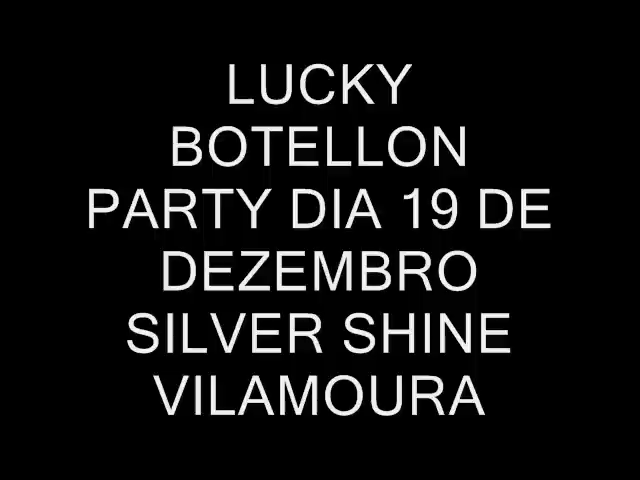 LUCKY
BOTELLON
PARTY DIA 19 DE
DEZEMBRO
SILVER SHINE
VILAMOURA